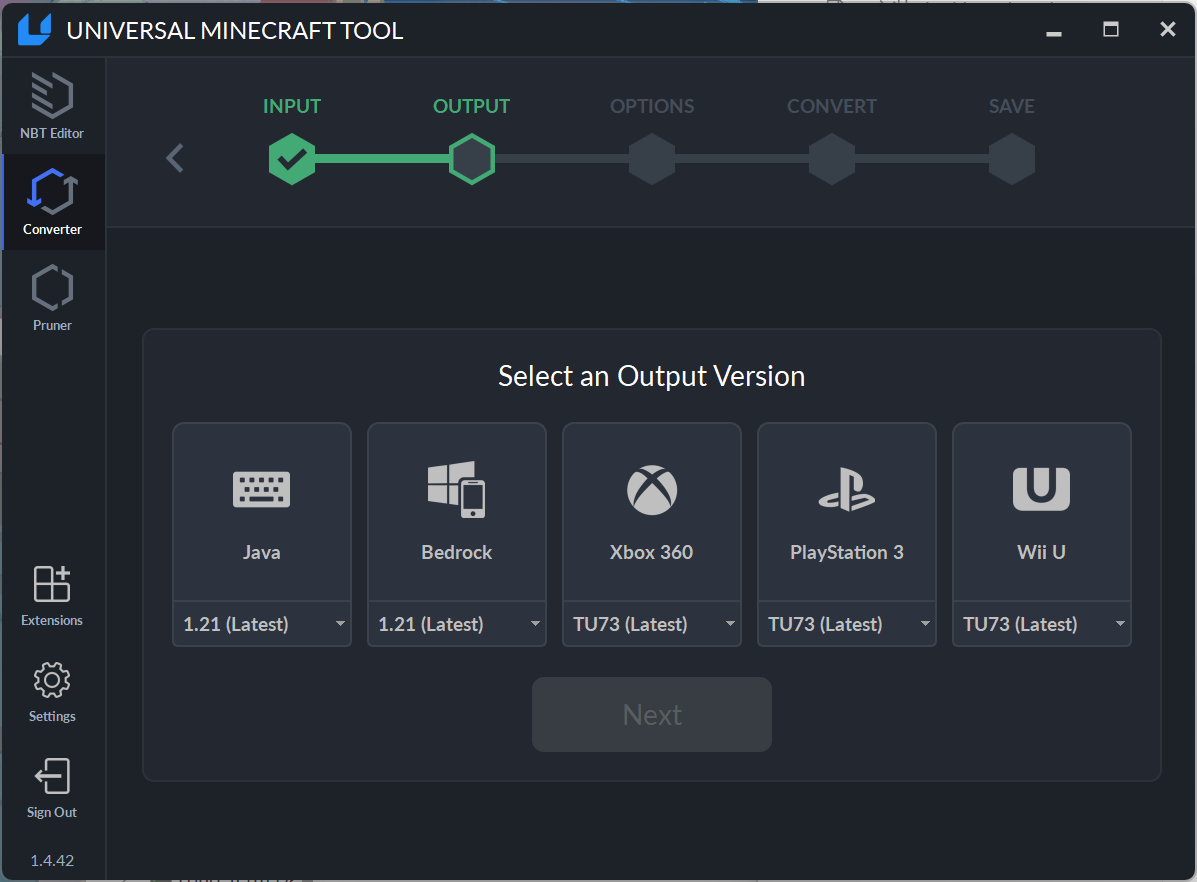 UNIVERSAL MINECRAFT TOOL
NBT Editor
Converter
Pruner
Extensions
Settings
Sign Out
1.4.42
INPUT OUTPUT OPTIONS CONVERT SAVE
Select an Output Version
Java Bedrock Xbox 360 PlayStation 3 Wii U
1.21 (Latest) 1.21 (Latest) TU73 (Latest) TU73 (Latest) TU73 (Latest)
Next